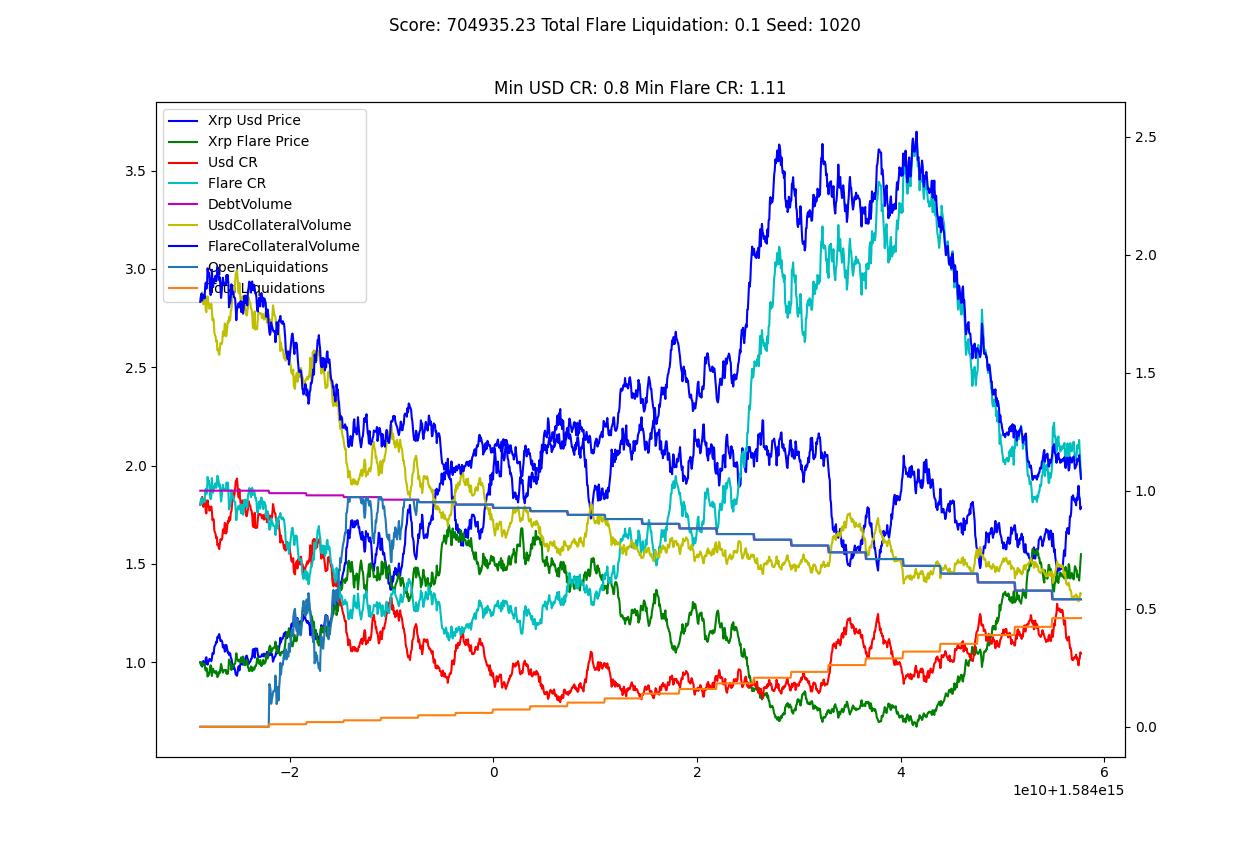 Score: 704935.23 Total Flare Liquidation: 0.1 Seed: 1020
Min USD CR: 0.8 Min Flare CR: 1.11
Xrp Usd Price
Xrp Flare Price
Usd CR
Flare CR
DebtVolume
UsdCollateralVolume
FlareCollateralVolume
OpenLiquidations
Total Liquidations
3.5
3.0
2.5
2.0
1.5
1.0
2.5
2.0
1.5
1.0
0.5
0.0
−2
0
2
4
6
1e10+1.584e15